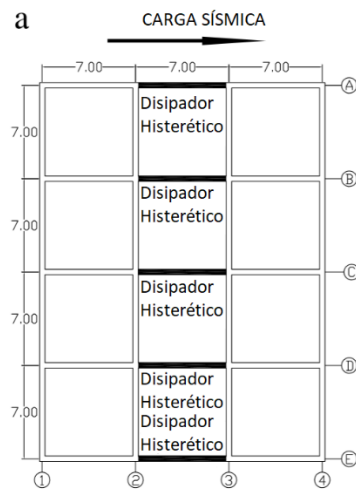 a
CARGA SÍSMICA
7.00 7.00 7.00
A
Disipador
Histerético
7.00
B
Disipador
Histerético
7.00
C
Disipador
Histerético
7.00
D
Disipador
Histerético
7.00
Disipador
Histerético
E
1 2 3 4